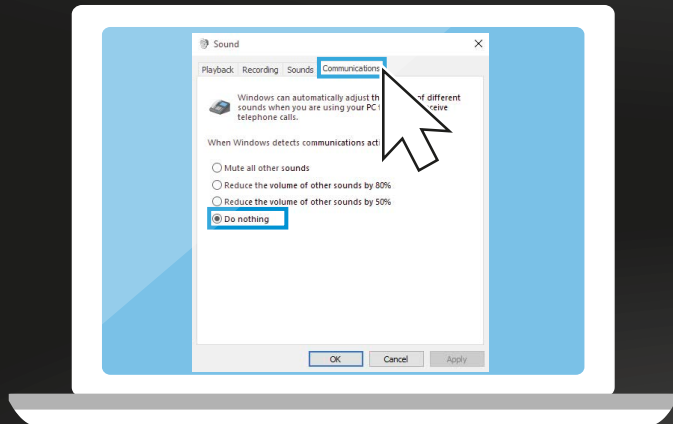 Sound
Playback Recording Sounds Communications
Windows can automatically adjust th of different
sounds when you are using your PC ceive
telephone calls.
When Windows detects communications acti
Mute all other sounds
Reduce the volume of other sounds by 80%
Reduce the volume of other sounds by 50%
Do nothing
OK Cancel Apply